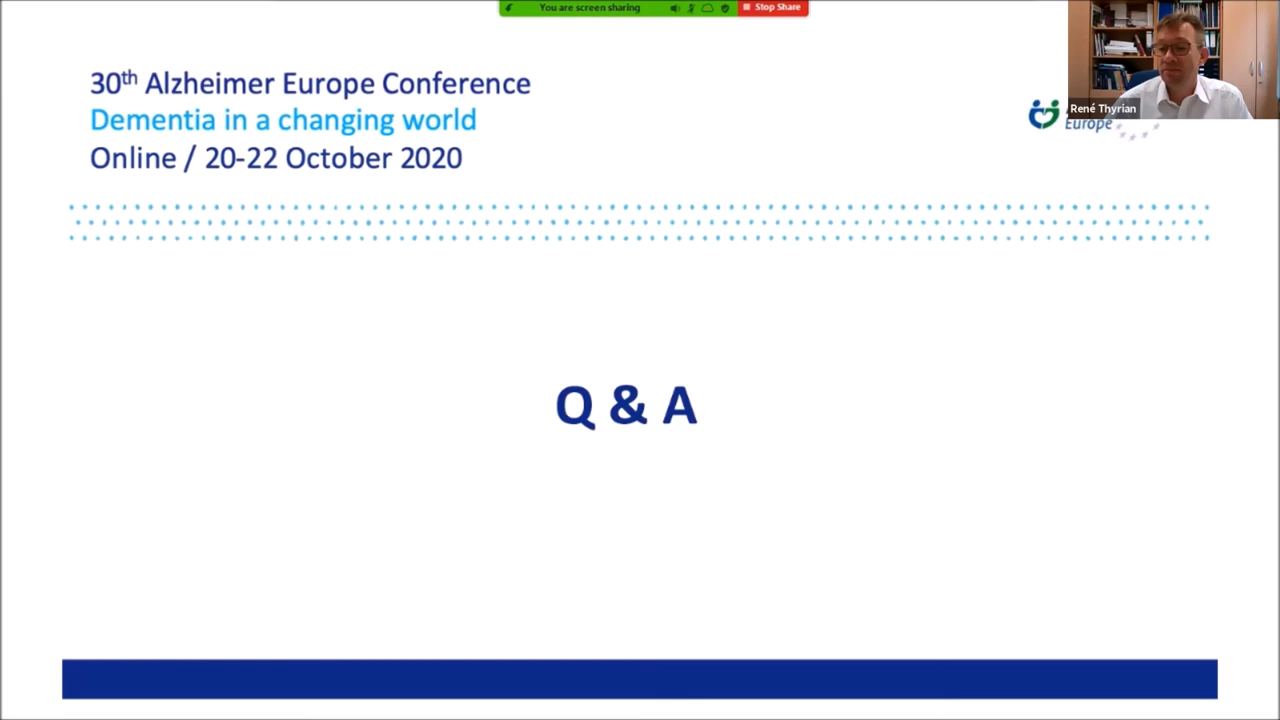 You are screen sharing
Stop Share
30th Alzheimer Europe Conference
Dementia in a changing world
Online / 20-22 October 2020
René Thyrian
Europe
Q & A